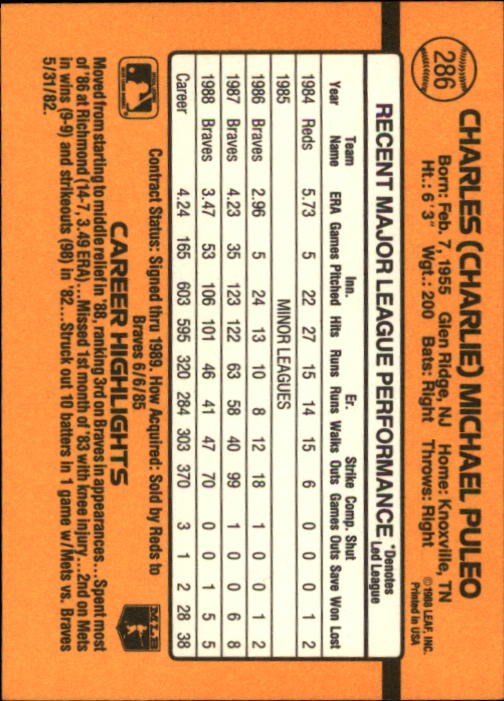 286
CHARLES (CHARLIE) MICHAEL PULEO
Born: Feb. 7, 1955 Glen Ridge, NJ Home: Knoxville, TN
Ht.: 6' 3" Wgt.: 200 Bats: Right Throws: Right
©1988 LEAF, INC.
Printed in USA
RECENT MAJOR LEAGUE PERFORMANCE *Denotes Led League
Year Team Name ERA Games Inn. Pitched Hits Runs Er. Runs Walks Strike Outs Comp. Games Shut Outs Save Won Lost
1984 Reds 5.73 5 22 27 15 14 15 6 0 0 0 1 2
1985 MINOR LEAGUES
1986 Braves 2.96 5 24 13 10 8 12 18 1 0 0 1 2
1987 Braves 4.23 35 123 122 63 58 40 99 1 0 0 6 8
1988 Braves 3.47 53 106 101 46 41 47 70 0 0 1 5 5
Career 4.24 165 603 595 320 284 303 370 3 1 2 28 38
Contract Status: Signed thru 1989. How Acquired: Sold by Reds to
Braves 6/6/85
MLB
CAREER HIGHLIGHTS
Moved from starting to middle relief in '88, ranking 3rd on Braves in appearances...Spent most
of '86 at Richmond (14-7, 3.49 ERA)...Missed 1st month of '83 with knee injury...2nd on Mets
in wins (9-9) and strikeouts (98) in '82...Struck out 10 batters in 1 game w/Mets vs. Braves
5/31/82.